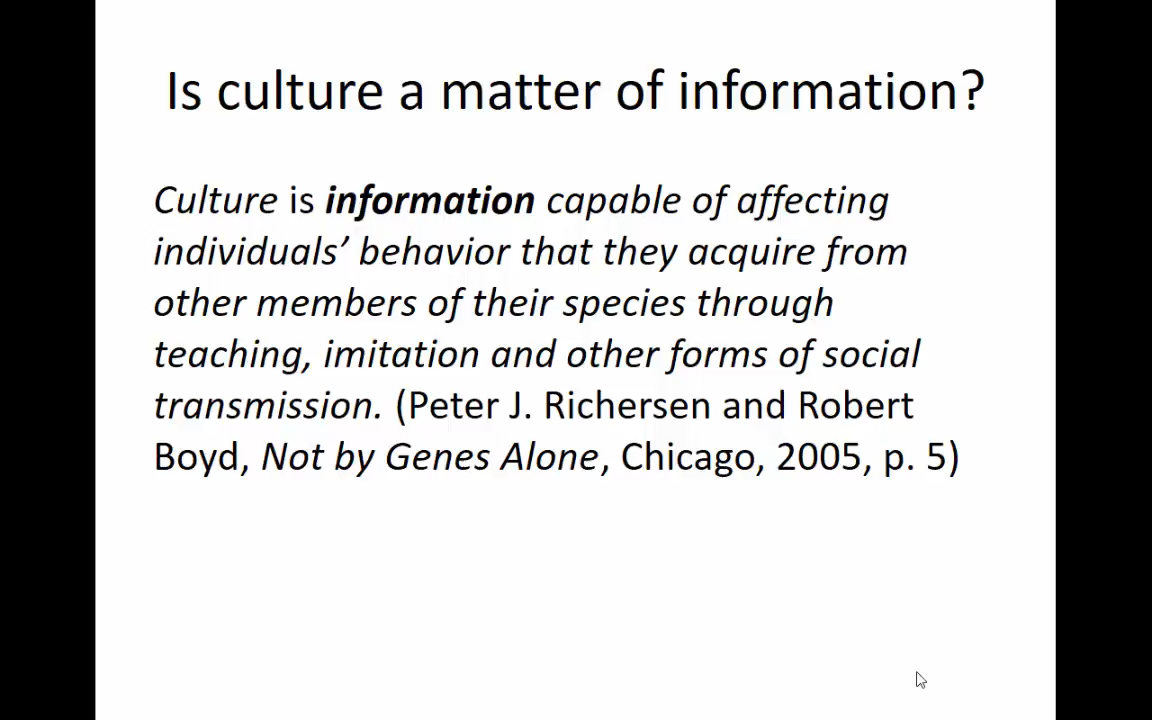 Is culture a matter of information?
Culture is information capable of affecting
individuals’ behavior that they acquire from
other members of their species through
teaching, imitation and other forms of social
transmission. (Peter J. Richersen and Robert
Boyd, Not by Genes Alone, Chicago, 2005, p. 5)